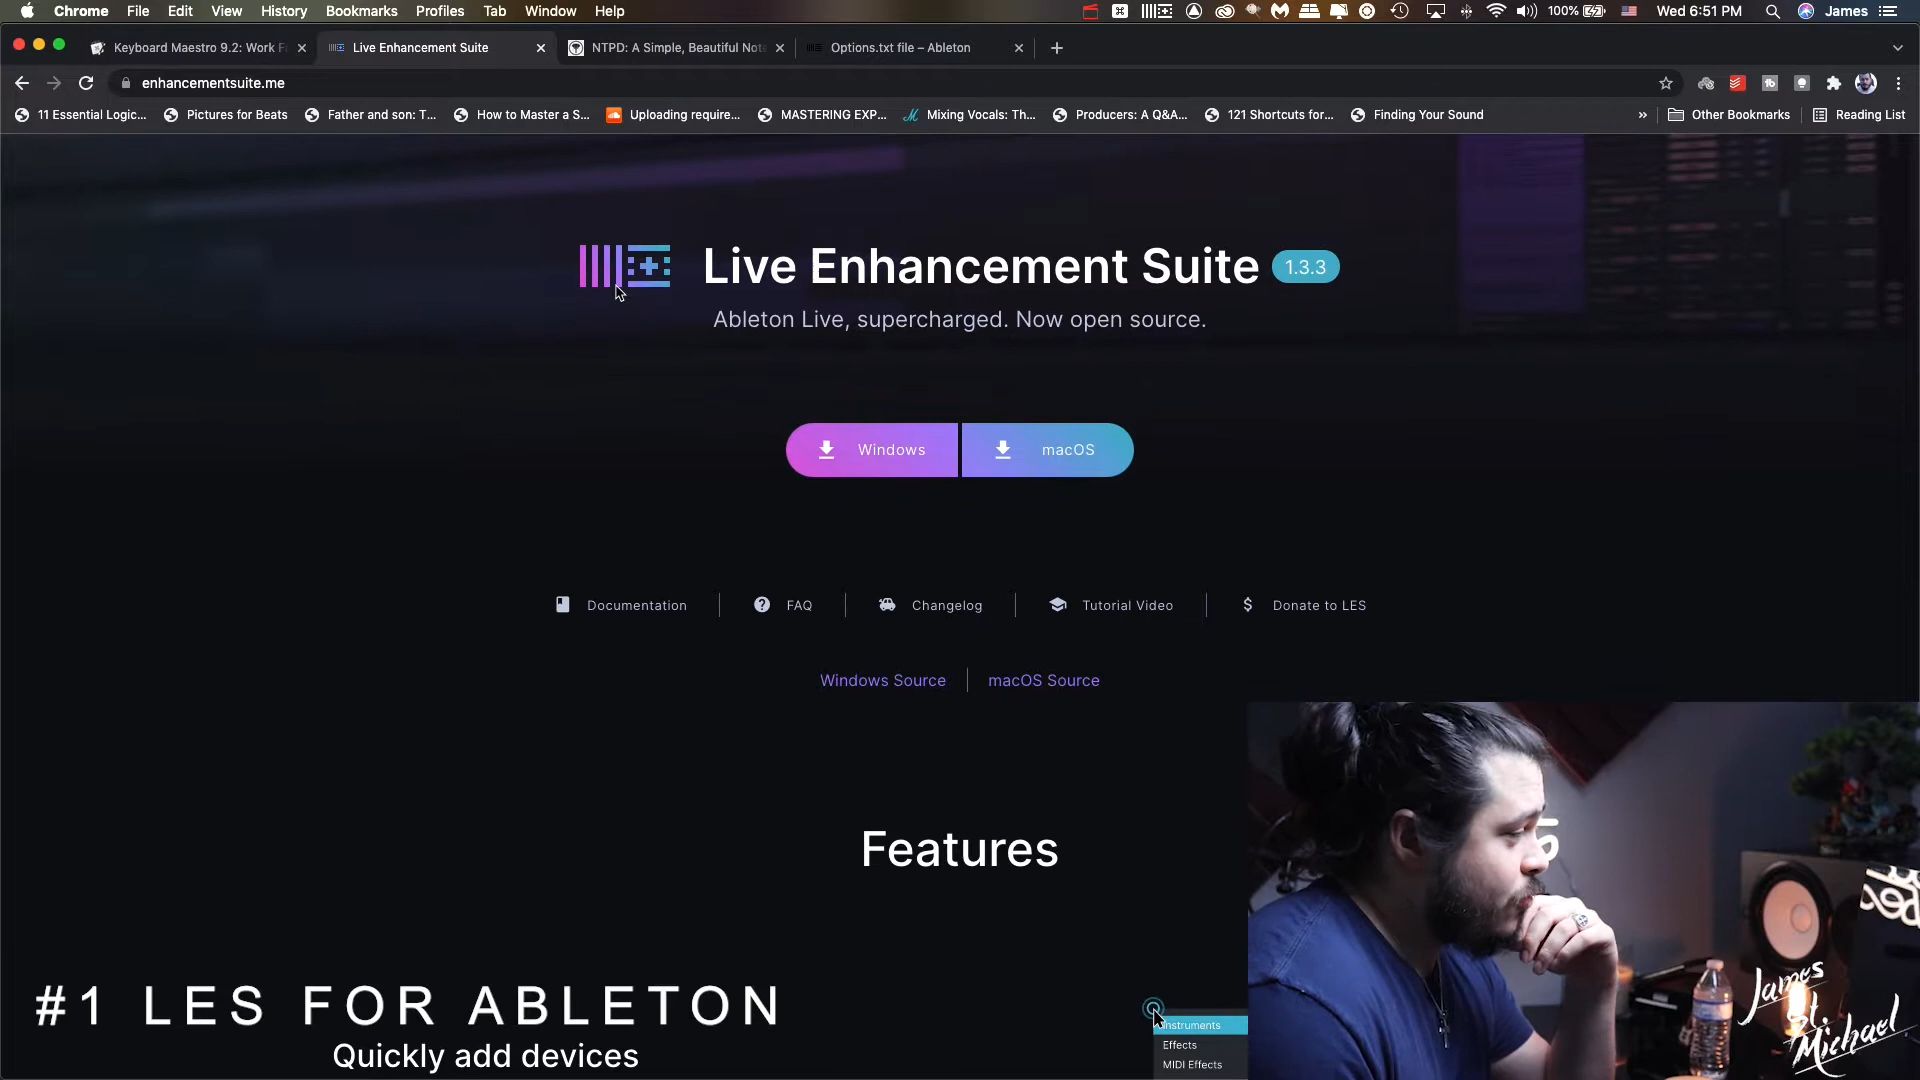 Chrome File Edit View History Bookmarks Profiles Tab Window Help 100% Wed 6:51 PM James
Keyboard Maestro 9.2: Work Live Enhancement Suite NTPD: A Simple, Beautiful Not Options.txt file – Ableton
enhancementsuite.me
11 Essential Logic... Pictures for Beats Father and son: T... How to Master a S... Uploading require... MASTERING EXP... Mixing Vocals: Th... Producers: A Q&A... 121 Shortcuts for... Finding Your Sound » Other Bookmarks Reading List
Live Enhancement Suite 1.3.3
Ableton Live, supercharged. Now open source.
Windows macOS
Documentation FAQ Changelog Tutorial Video Donate to LES
Windows Source macOS Source
Features
#1 LES FOR ABLETON
Quickly add devices
Instruments
Effects
MIDI Effects
James
St.
Michael